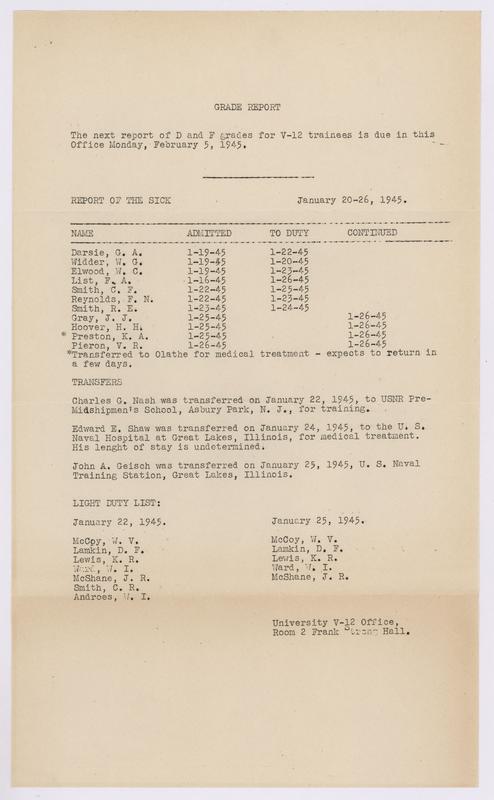 GRADE REPORT
The next report of D and F grades for V-12 trainees is due in this
Office Monday, February 5, 1945.
REPORT OF THE SICK January 20-26, 1945.
NAME ADMITTED TO DUTY CONTINUED
Darsie, G. A. 1-19-45 1-22-45
Widder, W. G. 1-19-45 1-20-45
Elwood, W. C. 1-19-45 1-23-45
List, F. A. 1-16-45 1-26-45
Smith, C. F. 1-22-45 1-25-45
Reynolds, F. N. 1-22-45 1-23-45
Smith, R. E. 1-23-45 1-24-45
Gray, J. J. 1-25-45 1-26-45
Hoover, H. H. 1-25-45 1-26-45
* Preston, K. A. 1-25-45 1-26-45
Pieron, V. R. 1-26-45 1-26-45
*Transferred to Olathe for medical treatment - expects to return in
a few days.
TRANSFERS
Charles G. Nash was transferred on January 22, 1945, to USNR Pre-
Midshipmen's School, Asbury Park, N. J., for training.
Edward E. Shaw was transferred on January 24, 1945, to the U. S.
Naval Hospital at Great Lakes, Illinois, for medical treatment.
His lenght of stay is undetermined.
John A. Geisch was transferred on January 25, 1945, U. S. Naval
Training Station, Great Lakes, Illinois.
LIGHT DUTY LIST:
January 22, 1945. January 25, 1945.
McCoy, W. V. McCoy, W. V.
Lamkin, D. F. Lamkin, D. F.
Lewis, K. R. Lewis, K. R.
Ward, W. I. Ward, W. I.
McShane, J. R. McShane, J. R.
Smith, C. R.
Androes, W. I.
University V-12 Office,
Room 2 Frank Strong Hall.